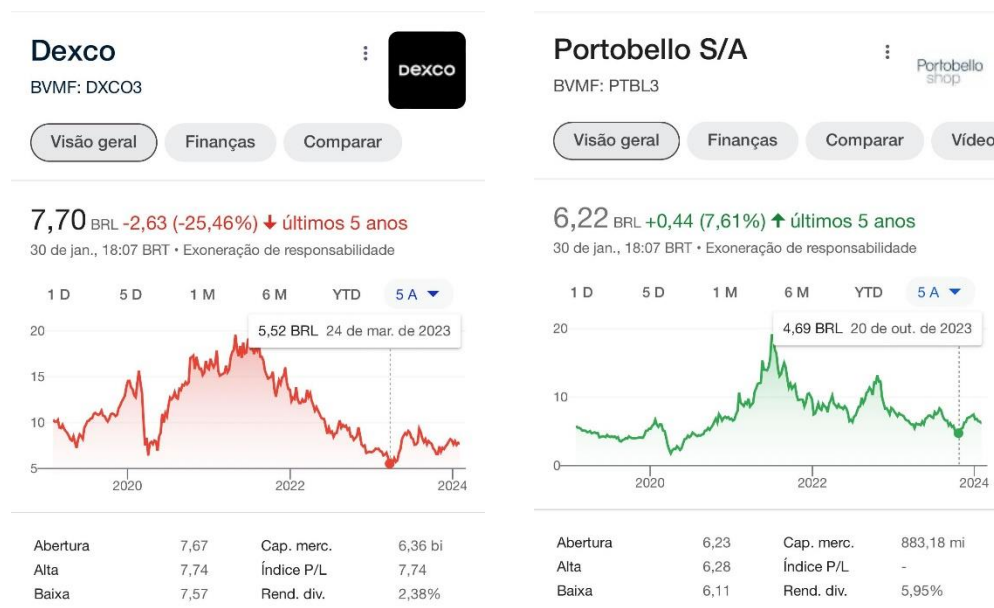 Dexco
DEXCO
BVMF: DXCO3
Visão geral Finanças Comparar
7,70 BRL -2,63 (-25,46%) últimos 5 anos
30 de jan., 18:07 BRT • Exoneração de responsabilidade
1 D 5 D 1 M 6 M YTD 5 A
5,52 BRL 24 de mar. de 2023
20
15
10
5
2020 2022 2024
Abertura 7,67 Cap. merc. 6,36 bi
Alta 7,74 Índice P/L 7,74
Baixa 7,57 Rend. div. 2,38%
Portobello S/A
Portobello
shop
BVMF: PTBL3
Visão geral Finanças Comparar Vídeo
6,22 BRL +0,44 (7,61%) últimos 5 anos
30 de jan., 18:07 BRT • Exoneração de responsabilidade
1 D 5 D 1 M 6 M YTD 5 A
4,69 BRL 20 de out. de 2023
20
10
0
2020 2022 2024
Abertura 6,23 Cap. merc. 883,18 mi
Alta 6,28 Índice P/L -
Baixa 6,11 Rend. div. 5,95%